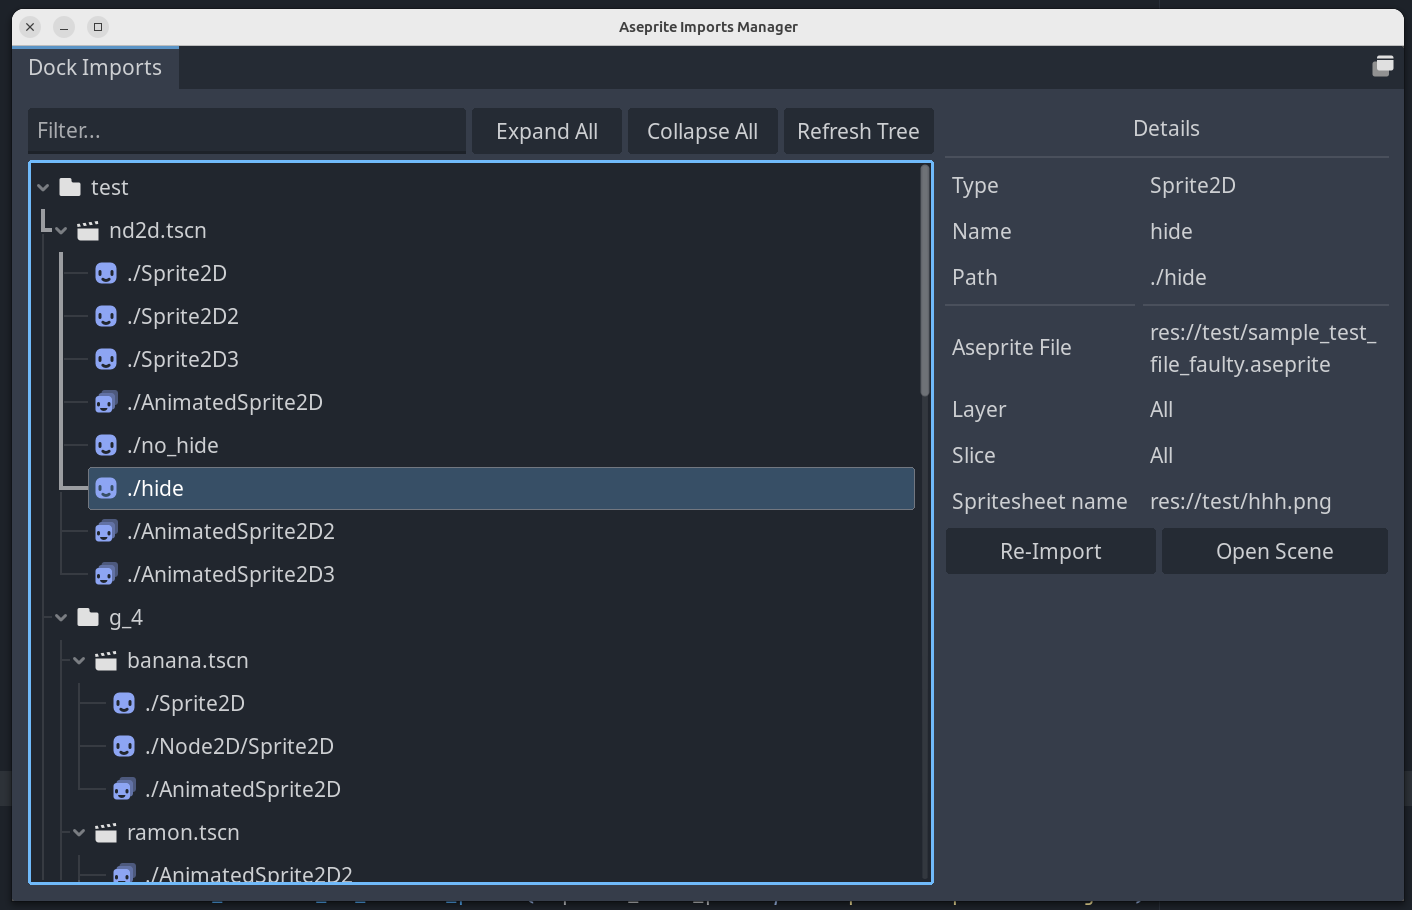 Aseprite Imports Manager
Dock Imports
Filter...
Expand All
Collapse All
Refresh Tree
test
nd2d.tscn
./Sprite2D
./Sprite2D2
./Sprite2D3
./AnimatedSprite2D
./no_hide
./hide
./AnimatedSprite2D2
./AnimatedSprite2D3
g_4
banana.tscn
./Sprite2D
./Node2D/Sprite2D
./AnimatedSprite2D
ramon.tscn
./AnimatedSprite2D2
Details
Type Sprite2D
Name hide
Path ./hide
Aseprite File res://test/sample_test_
file_faulty.aseprite
Layer All
Slice All
Spritesheet name res://test/hhh.png
Re-Import
Open Scene